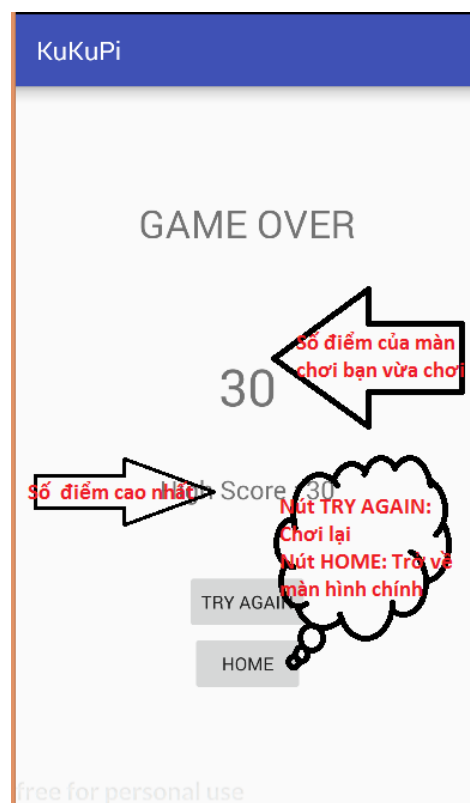 KuKuPi
GAME OVER
Số điểm của màn
chơi bạn vừa chơi
30
Số điểm cao nhất
High Score : 30
Nút TRY AGAIN:
Chơi lại
Nút HOME: Trở về
màn hình chính
TRY AGAIN
HOME
free for personal use